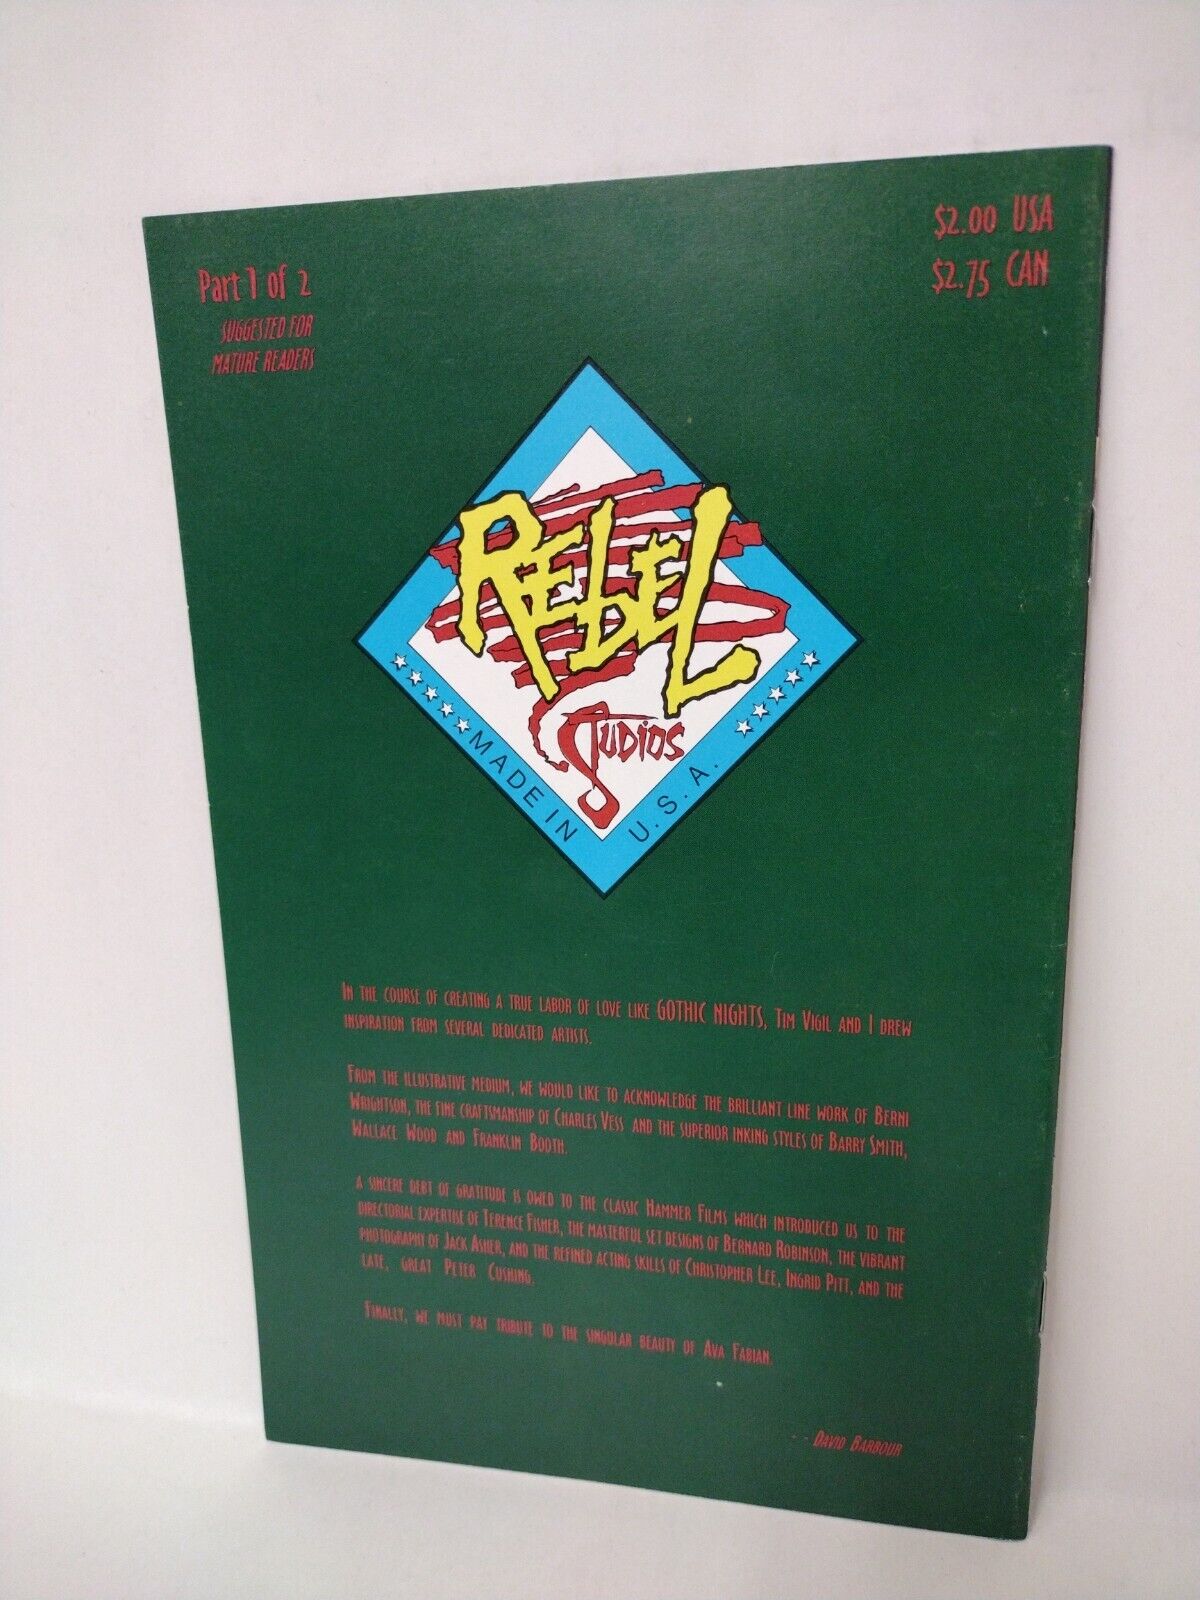 $2.00 USA
$2.75 CAN
Part 1 of 2
SUGGESTED FOR
MATURE READERS
REBEL
STUDIOS
MADE IN U.S.A.
IN THE COURSE OF CREATING A TRUE LABOR OF LOVE LIKE GOTHIC NIGHTS, TIM VIGIL AND I DREW
INSPIRATION FROM SEVERAL DEDICATED ARTISTS.
FROM THE ILLUSTRATIVE MEDIUM, WE WOULD LIKE TO ACKNOWLEDGE THE BRILLIANT LINE WORK OF BERNI
WRIGHTSON, THE FINE CRAFTSMANSHIP OF CHARLES VESS AND THE SUPERIOR INKING STYLES OF BARRY SMITH,
WALLACE WOOD AND FRANKLIN BOOTH.
A SINCERE DEBT OF GRATITUDE IS OWED TO THE CLASSIC HAMMER FILMS WHICH INTRODUCED US TO THE
DIRECTORIAL EXPERTISE OF TERENCE FISHER, THE MASTERFUL SET DESIGNS OF BERNARD ROBINSON, THE VIBRANT
PHOTOGRAPHY OF JACK ASHER, AND THE REFINED ACTING SKILLS OF CHRISTOPHER LEE, INGRID PITT, AND THE
LATE, GREAT PETER CUSHING.
FINALLY, WE MUST PAY TRIBUTE TO THE SINGULAR BEAUTY OF AVA FABIAN.
- - DAVID BARBOUR